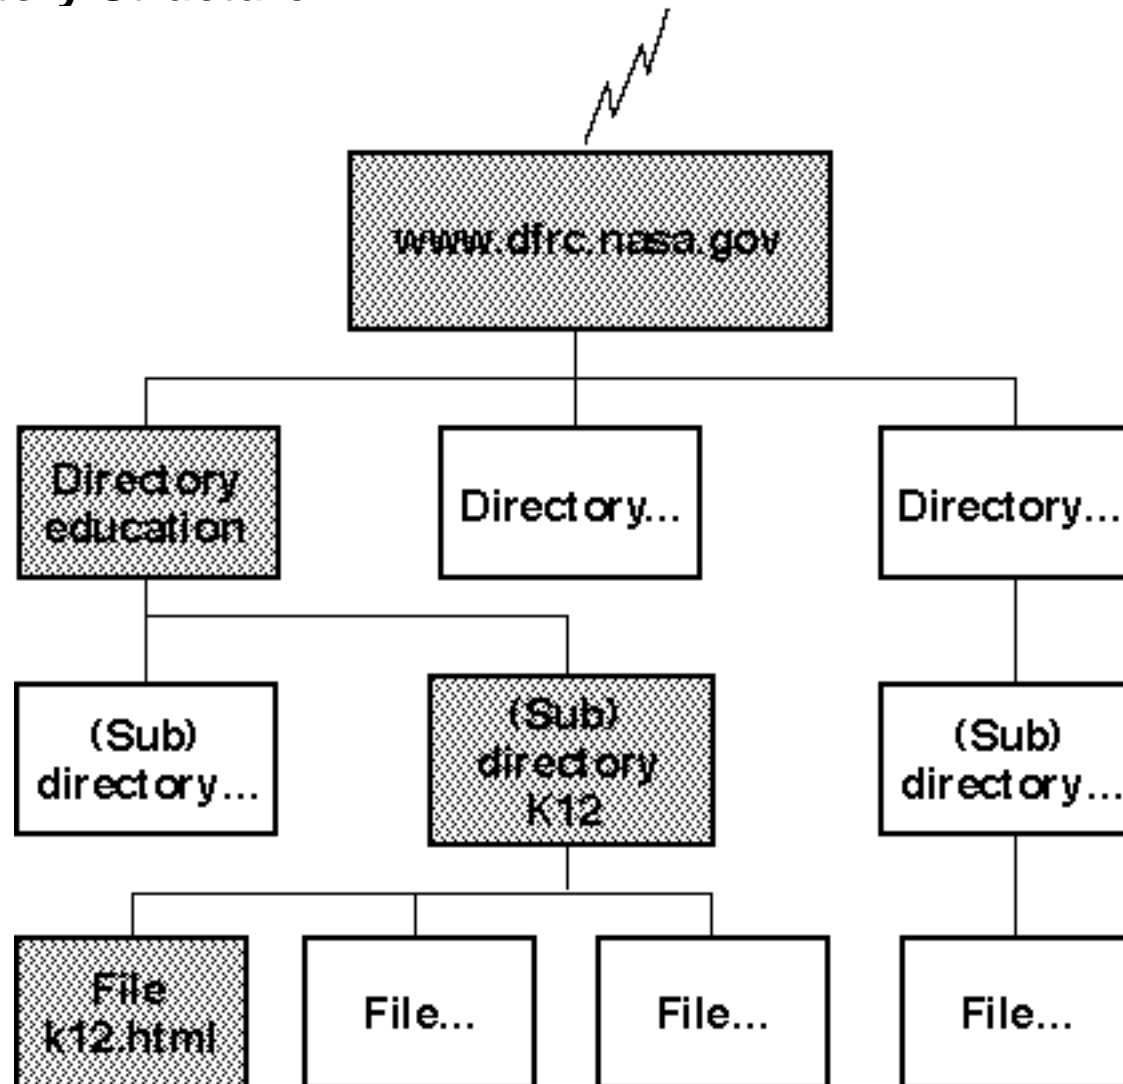 www.dfrc.nasa.gov
Directory
education
Directory...
Directory...
(Sub)
directory...
(Sub)
directory
K12
(Sub)
directory...
File
k12.html
File...
File...
File...